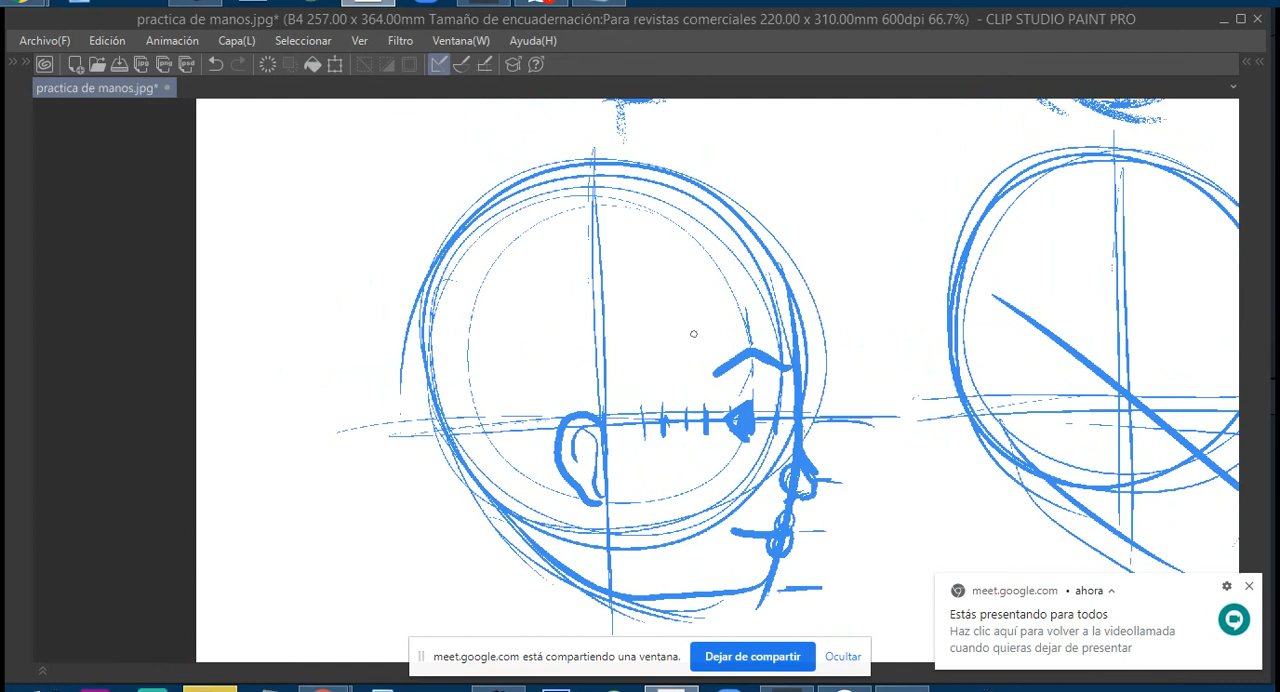 practica de manos.jpg* (B4 257.00 x 364.00mm Tamaño de encuadernación:Para revistas comerciales 220.00 x 310.00mm 600dpi 66.7%) - CLIP STUDIO PAINT PRO
Archivo(F) Edición Animación Capa(L) Seleccionar Ver Filtro Ventana(W) Ayuda(H)
practica de manos.jpg*
meet.google.com • ahora
Estás presentando para todos
Haz clic aquí para volver a la videollamada
cuando quieras dejar de presentar
meet.google.com está compartiendo una ventana. Dejar de compartir Ocultar